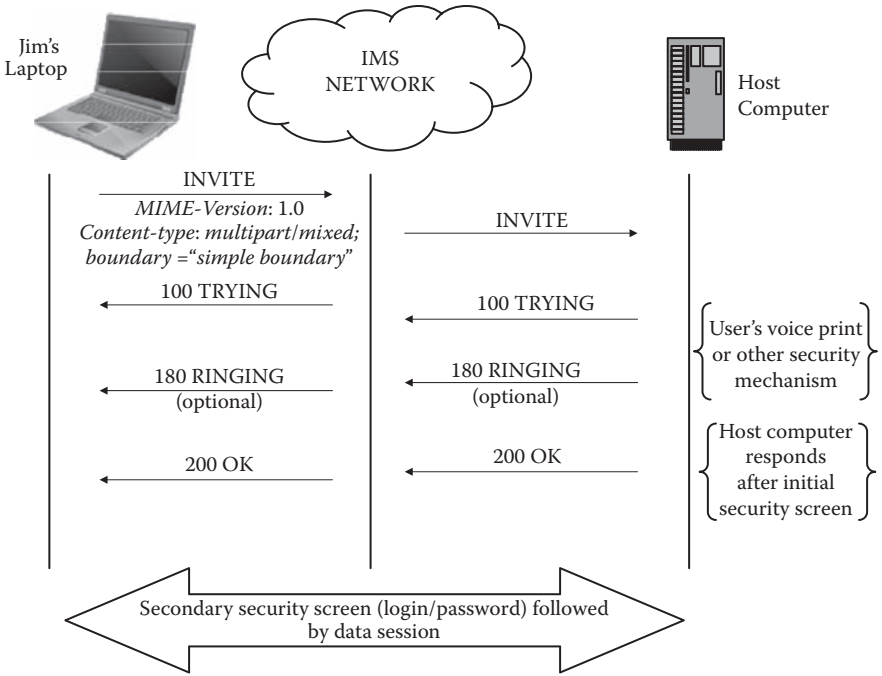 Jim's
Laptop
IMS
NETWORK
Host
Computer
INVITE
MIME-Version: 1.0
Content-type: multipart/mixed;
boundary =“simple boundary”
INVITE
100 TRYING
100 TRYING
User's voice print
or other security
mechanism
180 RINGING
(optional)
180 RINGING
(optional)
200 OK
200 OK
Host computer
responds
after initial
security screen
Secondary security screen (login/password) followed
by data session